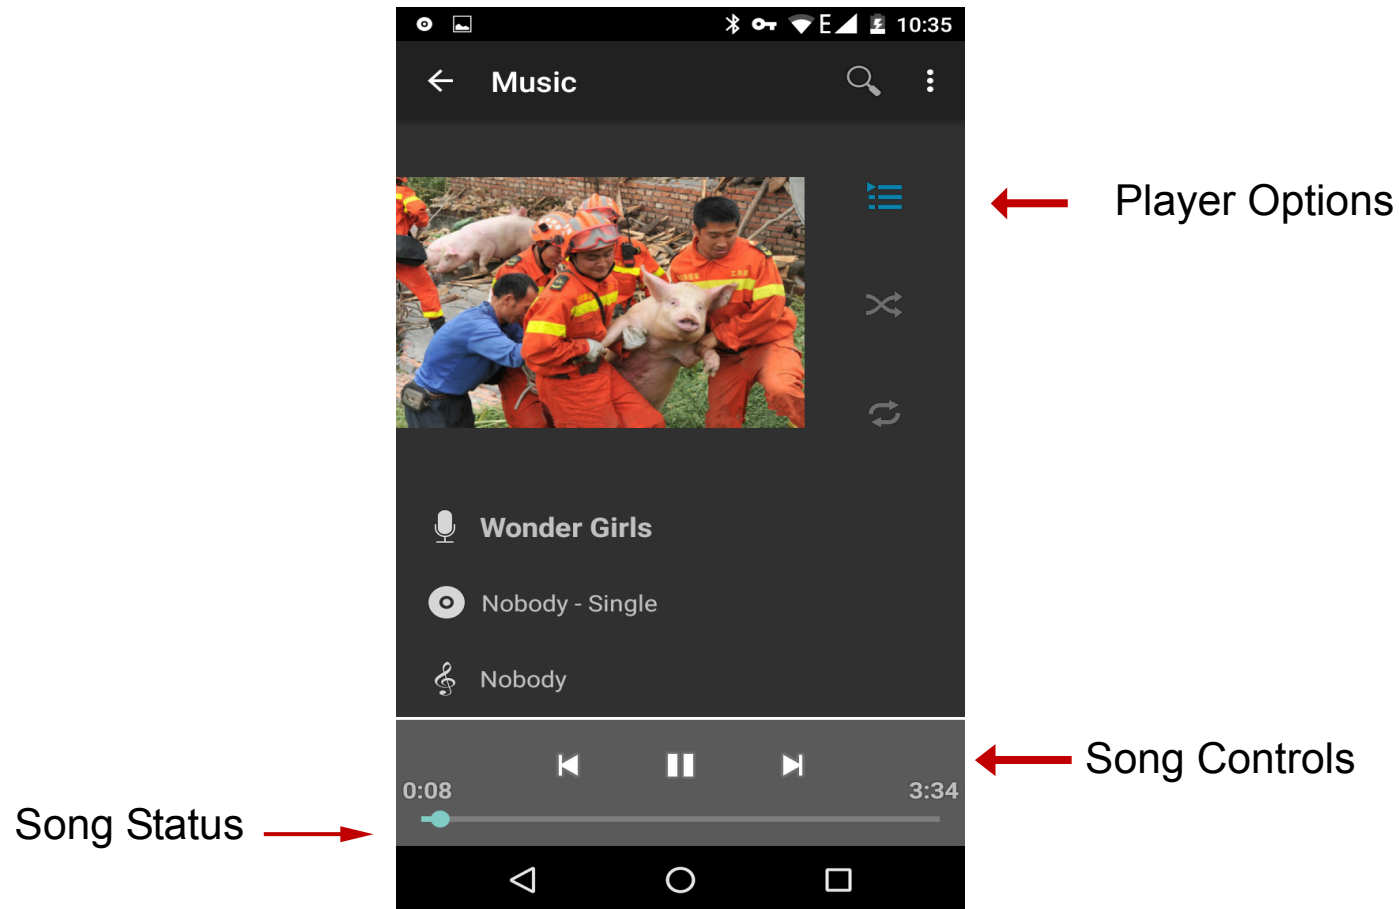 E 10:35
Music
Player Options
Wonder Girls
Nobody - Single
Nobody
Song Controls
0:08 3:34
Song Status